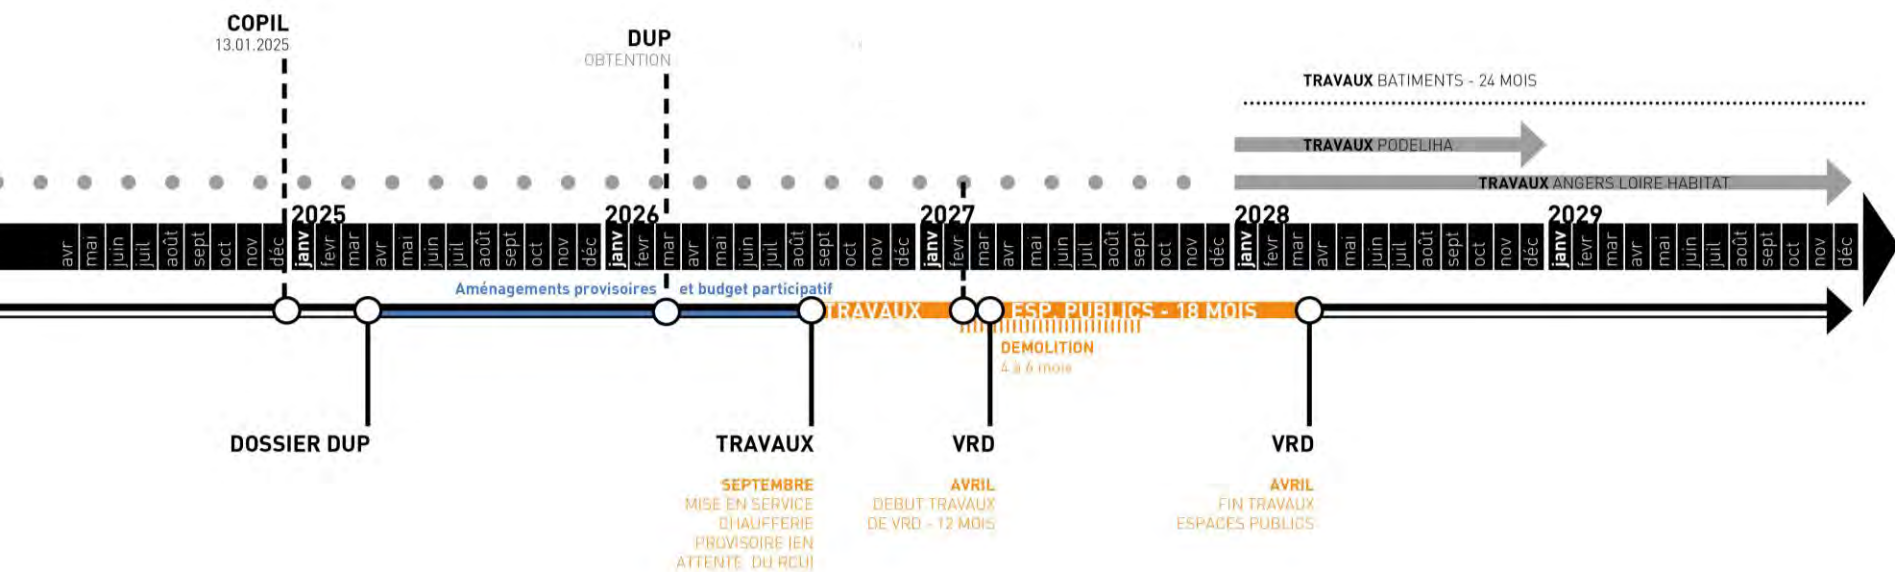 COPIL
13.01.2025
DUP
OBTENTION
TRAVAUX BATIMENTS - 24 MOIS
TRAVAUX PODELIHA
TRAVAUX ANGERS LOIRE HABITAT
2025 2026 2027 2028 2029
avr mai juin juil août sept oct nov déc janv fevr mar avr mai juin juil août sept oct nov déc janv fevr mar avr mai juin juil août sept oct nov déc janv fevr mar avr mai juin juil août sept oct nov déc janv fevr mar avr mai juin juil août sept oct nov déc janv fevr mar avr mai juin juil août sept oct nov déc
Aménagements provisoires et budget participatif
TRAVAUX ESP. PUBLICS - 18 MOIS
DEMOLITION
4 à 6 mois
DOSSIER DUP
TRAVAUX
SEPTEMBRE
MISE EN SERVICE
CHAUFFERIE
PROVISOIRE (EN
ATTENTE DU RCU)
VRD
AVRIL
DEBUT TRAVAUX
DE VRD - 12 MOIS
VRD
AVRIL
FIN TRAVAUX
ESPACES PUBLICS